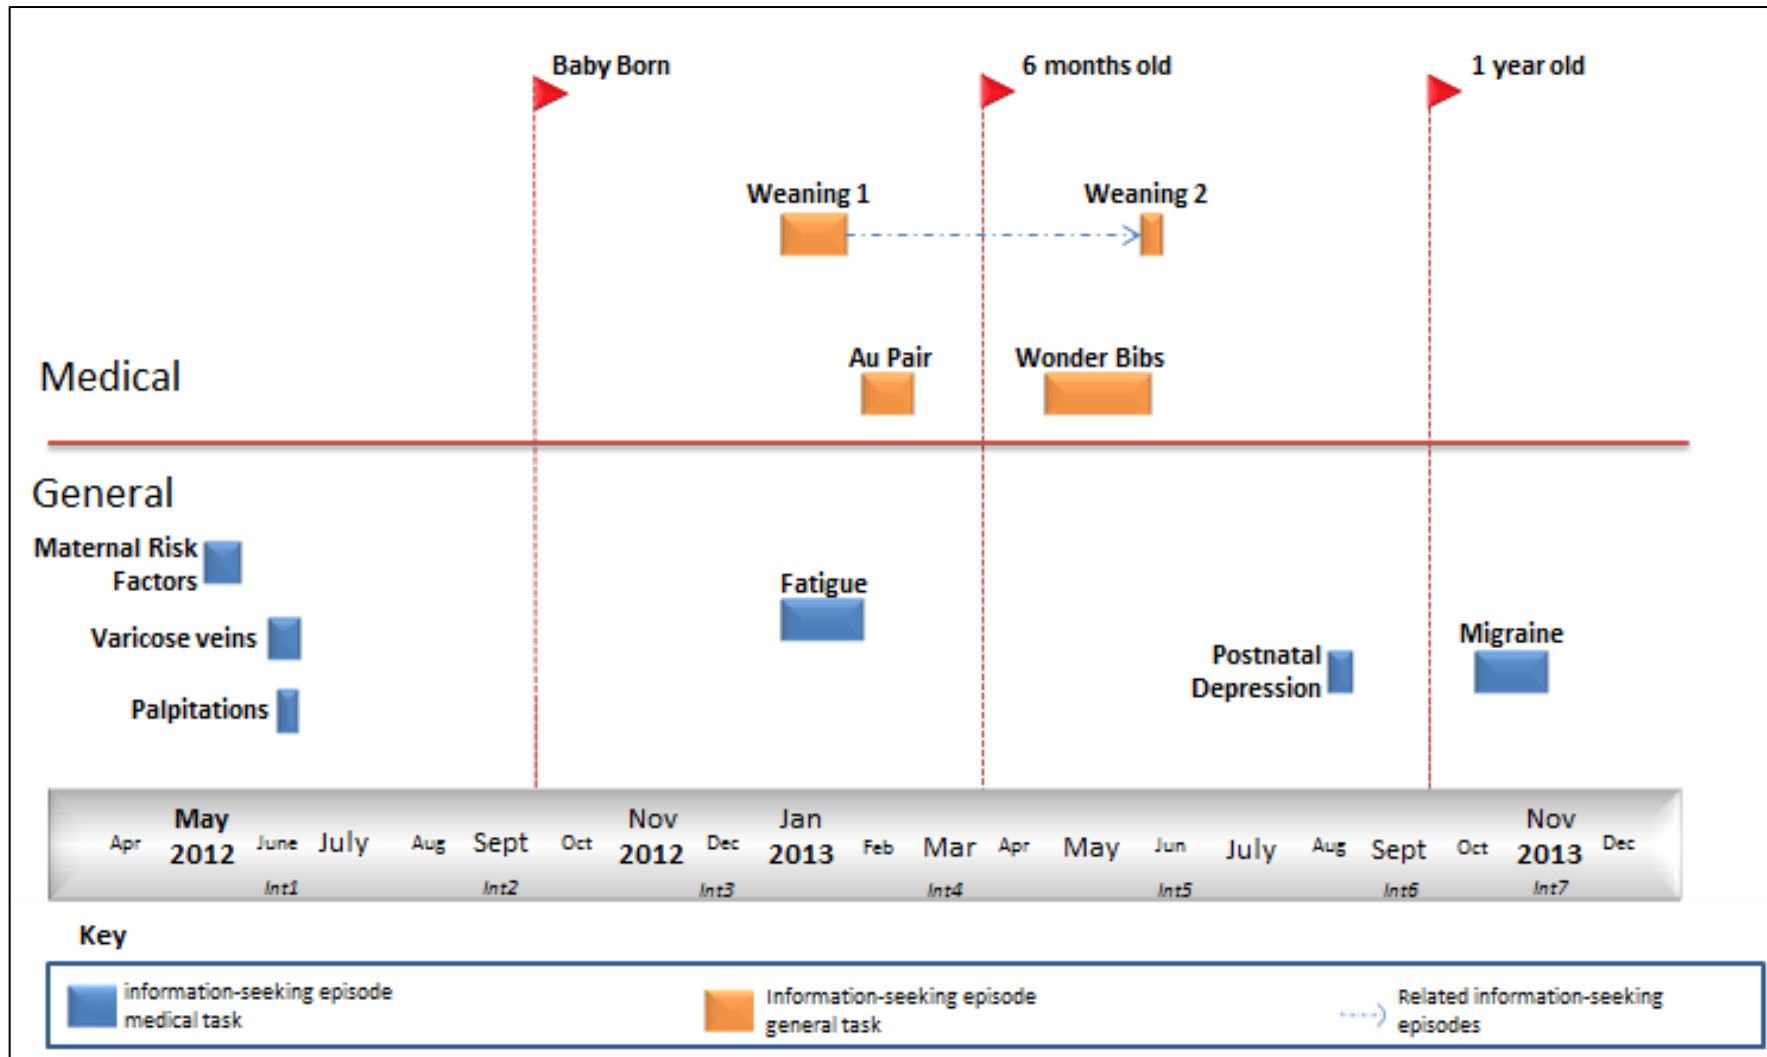 Baby Born
6 months old
1 year old
Weaning 1
Weaning 2
Au Pair
Wonder Bibs
Medical
General
Maternal Risk
Factors
Fatigue
Varicose veins
Migraine
Postnatal
Depression
Palpitations
Apr May 2012 June July Aug Sept Oct Nov 2012 Dec Jan 2013 Feb Mar Apr May Jun July Aug Sept Oct Nov 2013 Dec
Int1 Int2 Int3 Int4 Int5 Int6 Int7
Key
information-seeking episode
medical task
Information-seeking episode
general task
Related information-seeking
episodes